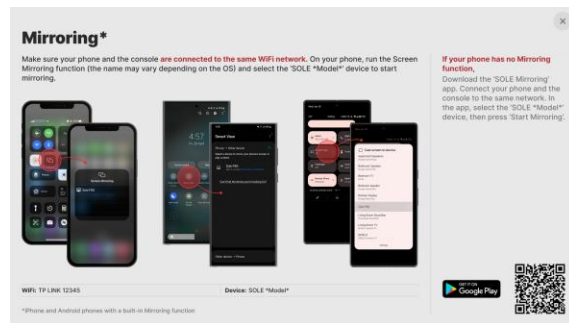 Mirroring*
Make sure your phone and the console are connected to the same WiFi network. On your phone, run the Screen
Mirroring function (the name may vary depending on the OS) and select the 'SOLE *Model*' device to start
mirroring.
If your phone has no Mirroring
function,
Download the 'SOLE Mirroring'
app. Connect your phone and the
console to the same network. In
the app, select the 'SOLE *Model*'
device, then press 'Start Mirroring'.
Screen Mirroring
4:57
Smart View
WiFi: TP LINK 12345
Device: SOLE *Model*
GET IT ON
Google Play
*iPhone and Android phones with a built-in Mirroring function